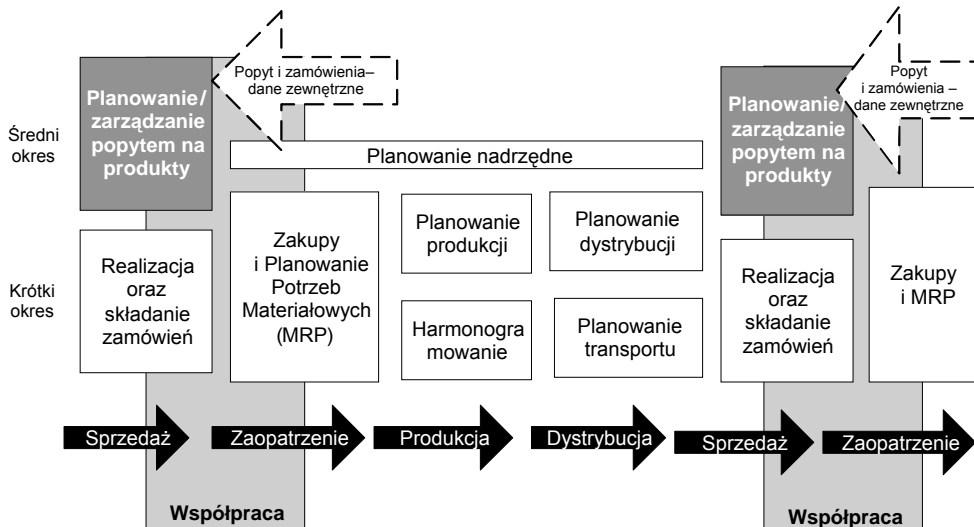 Popyt i zamówienia–
dane zewnętrzne
Popyt
i zamówienia –
dane zewnętrzne
Średni
okres
Planowanie/
zarządzanie
popytem na
produkty
Planowanie nadrzędne
Planowanie/
zarządzanie
popytem na
produkty
Krótki
okres
Realizacja
oraz
składanie
zamówień
Zakupy
i Planowanie
Potrzeb
Materiałowych
(MRP)
Planowanie
produkcji
Planowanie
dystrybucji
Harmonogra
mowanie
Planowanie
transportu
Realizacja
oraz
składanie
zamówień
Zakupy
i MRP
Sprzedaż
Zaopatrzenie
Produkcja
Dystrybucja
Sprzedaż
Zaopatrzenie
Współpraca
Współpraca